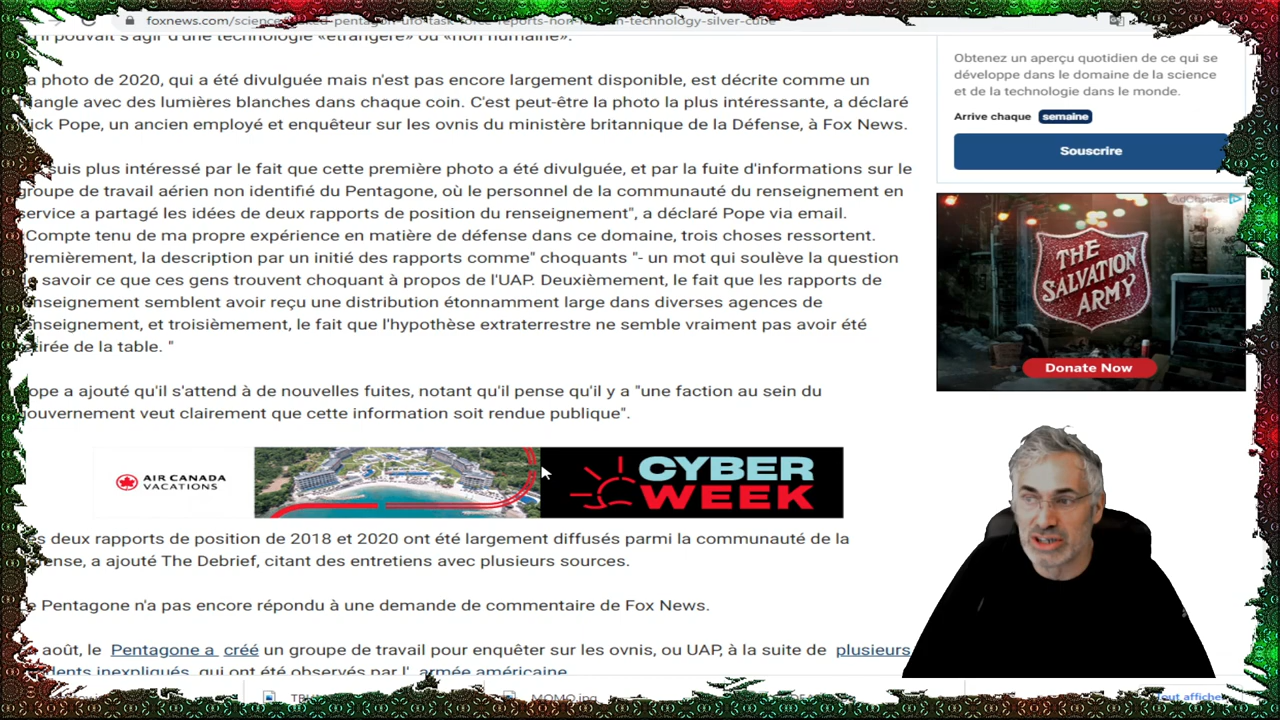 foxnews.com/science
pentagon-ufo-task-force-reports-non
technology-silver-cube
il pouvait s'agir d'une technologie «étrangère» ou «non humaine».
a photo de 2020, qui a été divulguée mais n'est pas encore largement disponible, est décrite comme un
angle avec des lumières blanches dans chaque coin. C'est peut-être la photo la plus intéressante, a déclaré
ick Pope, un ancien employé et enquêteur sur les ovnis du ministère britannique de la Défense, à Fox News.
suis plus intéressé par le fait que cette première photo a été divulguée, et par la fuite d'informations sur le
groupe de travail aérien non identifié du Pentagone, où le personnel de la communauté du renseignement en
service a partagé les idées de deux rapports de position du renseignement", a déclaré Pope via email.
Compte tenu de ma propre expérience en matière de défense dans ce domaine, trois choses ressortent.
remièrement, la description par un initié des rapports comme" choquants "- un mot qui soulève la question
e savoir ce que ces gens trouvent choquant à propos de l'UAP. Deuxièmement, le fait que les rapports de
nseignement semblent avoir reçu une distribution étonnamment large dans diverses agences de
nseignement, et troisièmement, le fait que l'hypothèse extraterrestre ne semble vraiment pas avoir été
tirée de la table. "
ope a ajouté qu'il s'attend à de nouvelles fuites, notant qu'il pense qu'il y a "une faction au sein du
ouvernement veut clairement que cette information soit rendue publique".
AIR CANADA
VACATIONS
CYBER
WEEK
s deux rapports de position de 2018 et 2020 ont été largement diffusés parmi la communauté de la
ense, a ajouté The Debrief, citant des entretiens avec plusieurs sources.
e Pentagone n'a pas encore répondu à une demande de commentaire de Fox News.
août, le Pentagone a créé un groupe de travail pour enquêter sur les ovnis, ou UAP, à la suite de plusieurs
dents inexpliqués qui ont été observés par l' armée américaine
Obtenez un aperçu quotidien de ce qui se
développe dans le domaine de la science
et de la technologie dans le monde.
Arrive chaque semaine
Souscrire
AdChoices
THE
SALVATION
ARMY
Donate Now
MOMO.jpg
Tout affiche